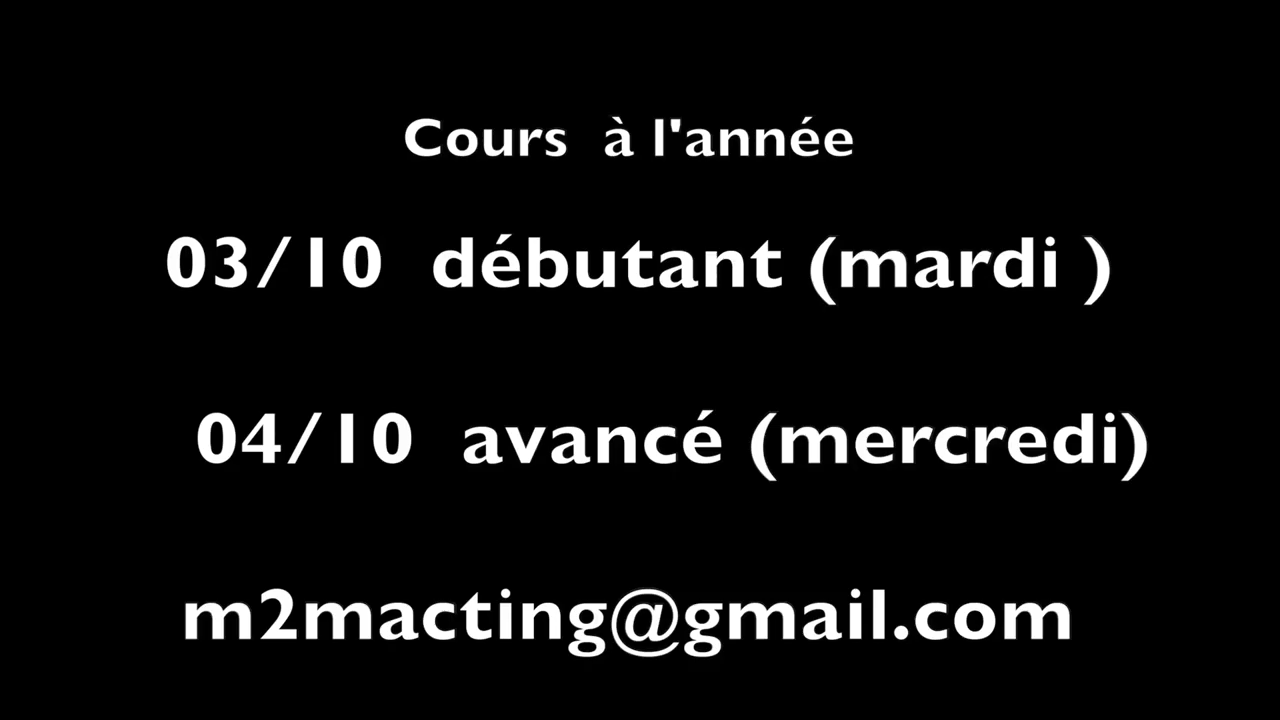 Cours à l'année
03/10 débutant (mardi )
04/10 avancé (mercredi)
m2macting@gmail.com